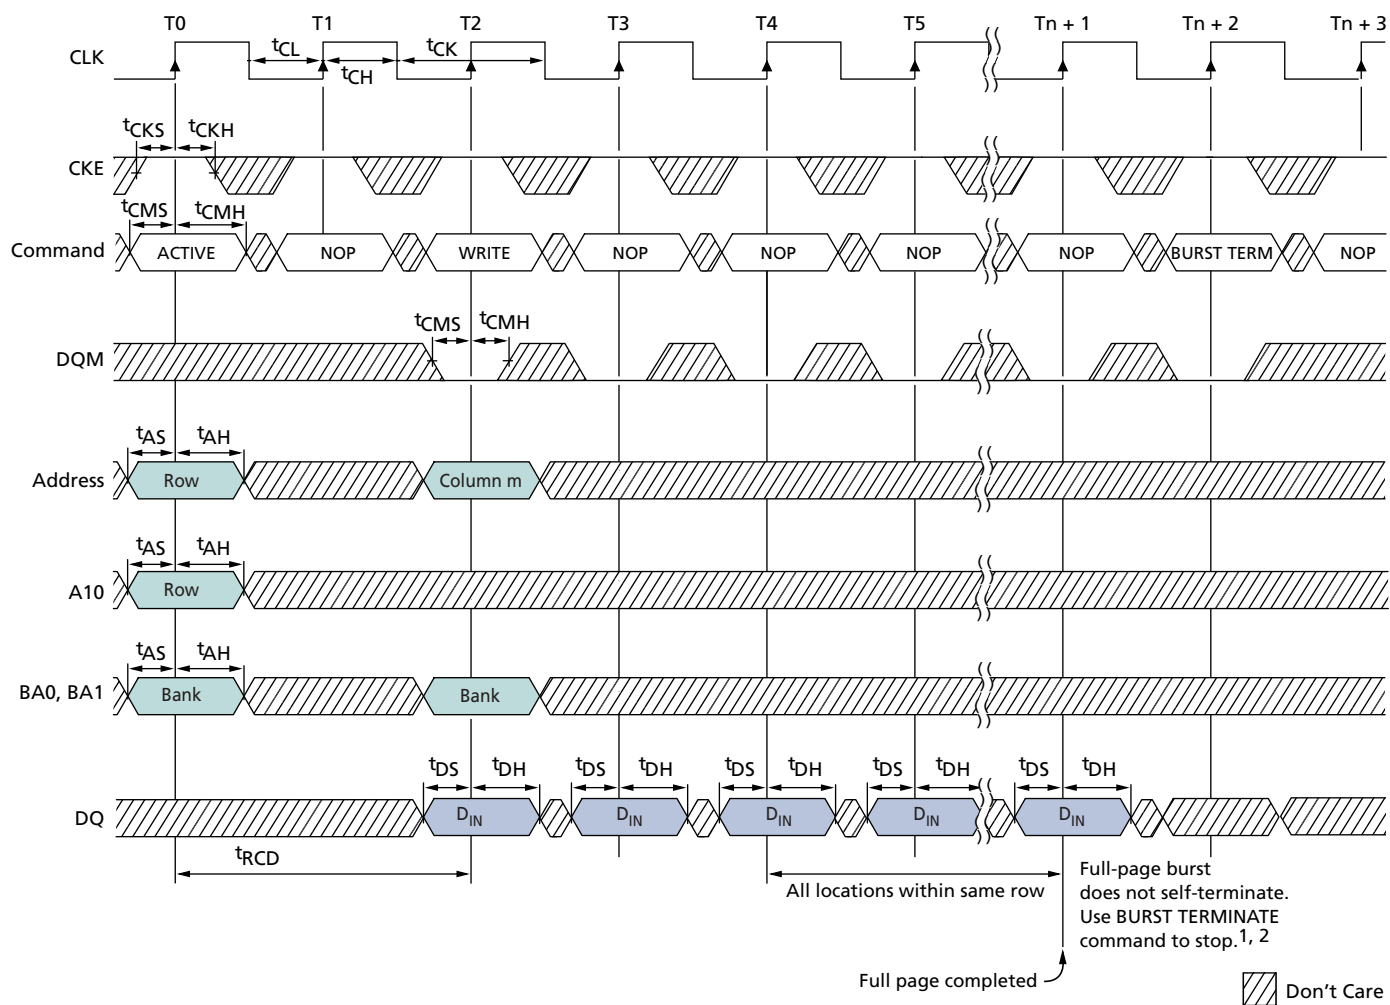 T0 T1 T2 T3 T4 T5 Tn + 1 Tn + 2 Tn + 3
CLK tCL tCH tCK
tCKS tCKH
CKE
tCMS tCMH
Command ACTIVE NOP WRITE NOP NOP NOP NOP BURST TERM NOP
tCMS tCMH
DQM
tAS tAH
Address Row Column m
tAS tAH
A10 Row
tAS tAH
BA0, BA1 Bank Bank
tDS tDH tDS tDH tDS tDH tDS tDH tDS tDH
DQ DIN DIN DIN DIN DIN
tRCD
All locations within same row
Full-page burst
does not self-terminate.
Use BURST TERMINATE
command to stop.1, 2
Full page completed
Don't Care